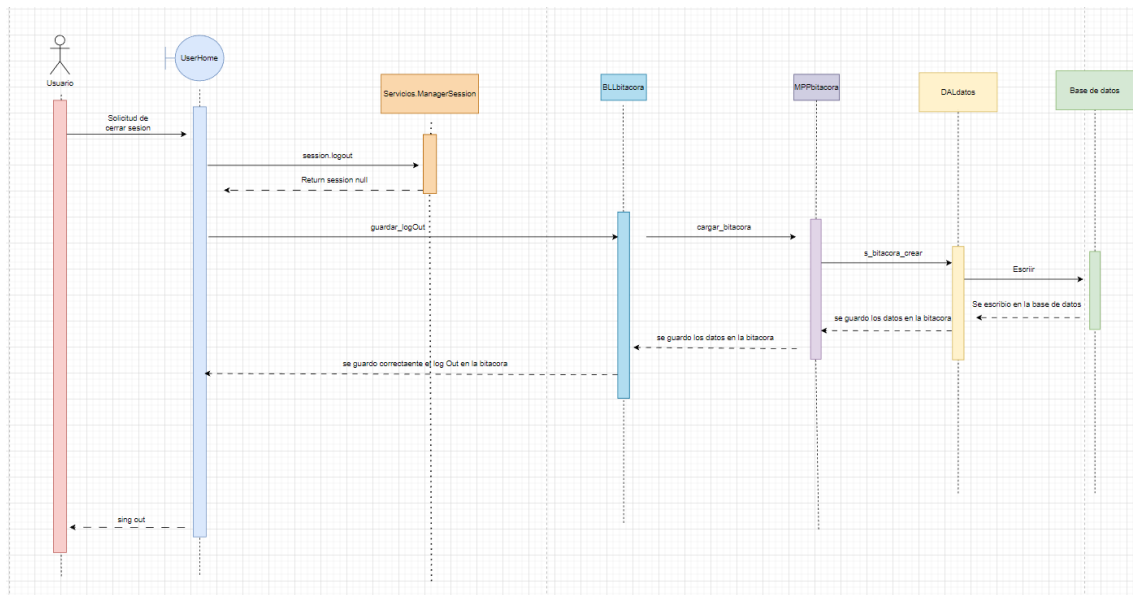 Usuario
UserHome
Servicios.ManagerSession
BLLbitacora
MPPbitacora
DALdatos
Base de datos
Solicitud de
cerrar sesion
session.logout
Return session null
guardar_logOut
cargar_bitacora
s_bitacora_crear
Escriir
Se escribio en la base de datos
se guardo los datos en la bitacora
se guardo los datos en la bitacora
se guardo correctaente el log Out en la bitacora
sing out